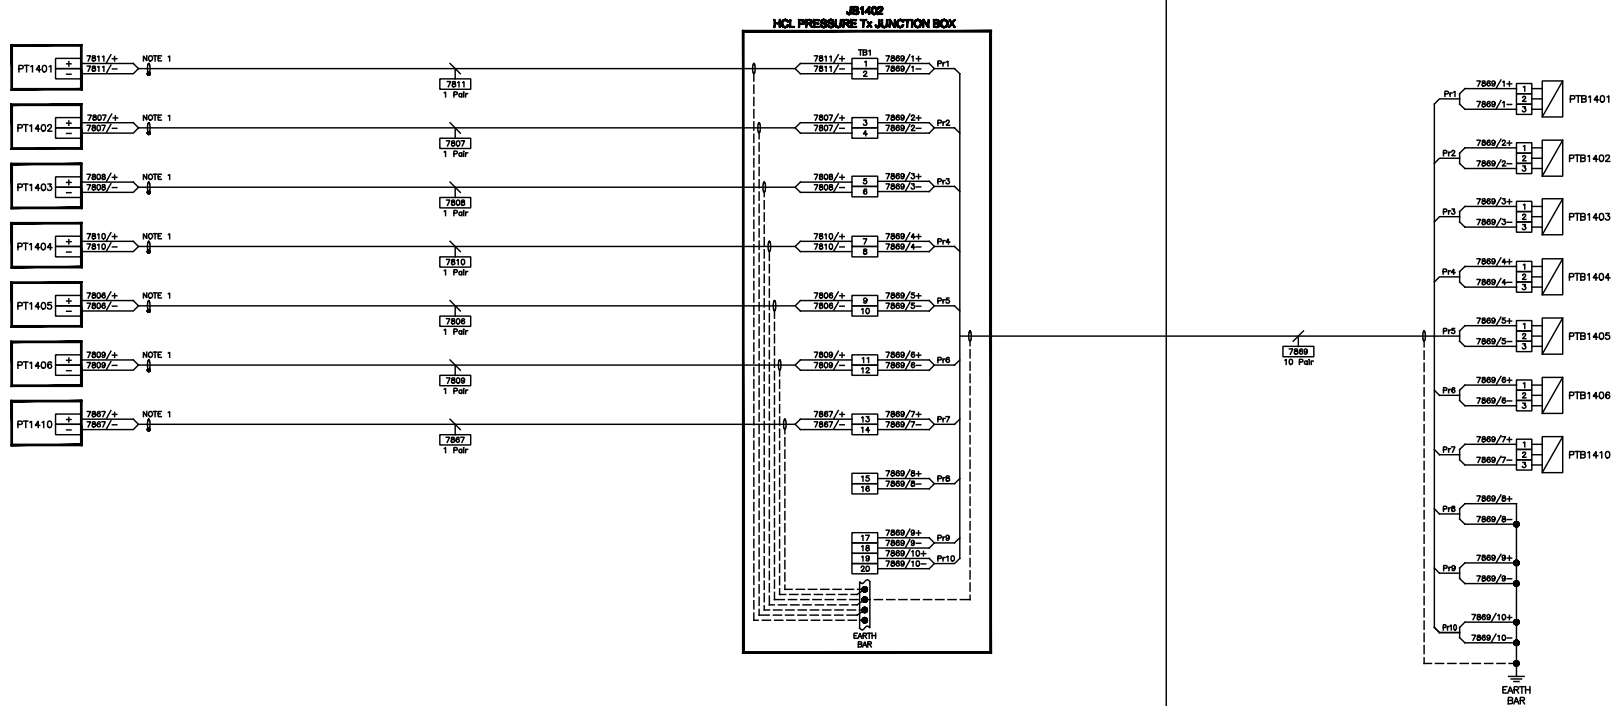 JB1402
HCL PRESSURE Tx JUNCTION BOX
PT1401 + 7811/+ NOTE 1
− 7811/−
7811
1 Pair
7811/+ TB1 1 7869/1+ Pr1
7811/− 2 7869/1−
PT1402 + 7807/+ NOTE 1
− 7807/−
7807
1 Pair
7807/+ 3 7869/2+ Pr2
7807/− 4 7869/2−
PT1403 + 7808/+ NOTE 1
− 7808/−
7808
1 Pair
7808/+ 5 7869/3+ Pr3
7808/− 6 7869/3−
PT1404 + 7810/+ NOTE 1
− 7810/−
7810
1 Pair
7810/+ 7 7869/4+ Pr4
7810/− 8 7869/4−
PT1405 + 7806/+ NOTE 1
− 7806/−
7806
1 Pair
7806/+ 9 7869/5+ Pr5
7806/− 10 7869/5−
PT1406 + 7809/+ NOTE 1
− 7809/−
7809
1 Pair
7809/+ 11 7869/6+ Pr6
7809/− 12 7869/6−
PT1410 + 7867/+ NOTE 1
− 7867/−
7867
1 Pair
7867/+ 13 7869/7+ Pr7
7867/− 14 7869/7−
15 7869/8+ Pr8
16 7869/8−
17 7869/9+ Pr9
18 7869/9−
19 7869/10+ Pr10
20 7869/10−
EARTH
BAR
7869
10 Pair
Pr1 7869/1+ 1
2 PTB1401
7869/1− 3
Pr2 7869/2+ 1
2 PTB1402
7869/2− 3
Pr3 7869/3+ 1
2 PTB1403
7869/3− 3
Pr4 7869/4+ 1
2 PTB1404
7869/4− 3
Pr5 7869/5+ 1
2 PTB1405
7869/5− 3
Pr6 7869/6+ 1
2 PTB1406
7869/6− 3
Pr7 7869/7+ 1
2 PTB1410
7869/7− 3
Pr8 7869/8+
7869/8−
Pr9 7869/9+
7869/9−
Pr10 7869/10+
7869/10−
EARTH
BAR